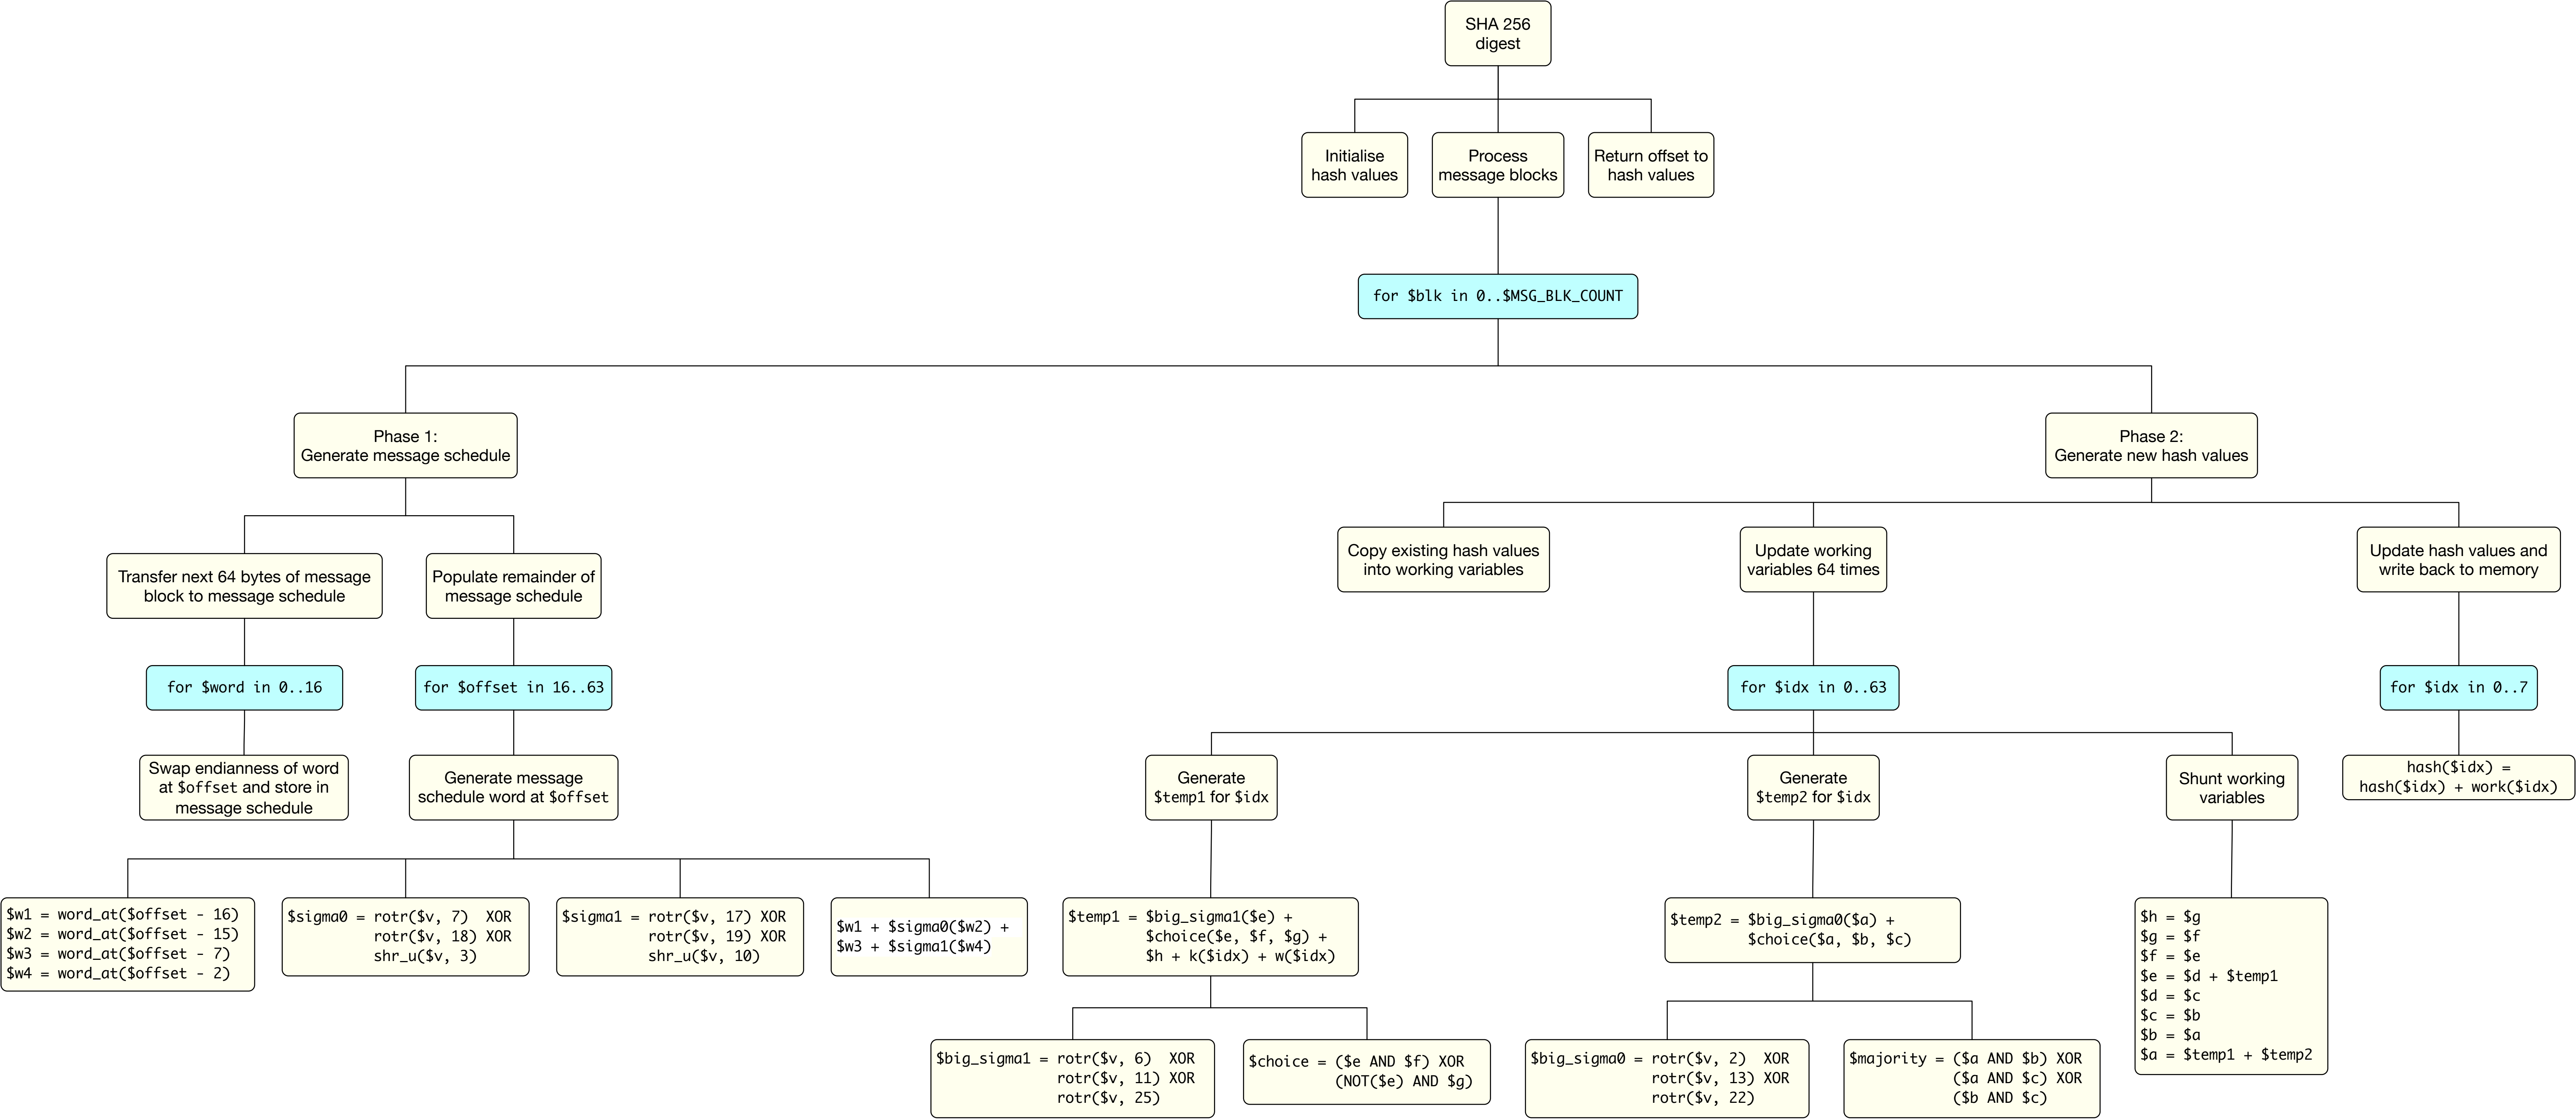 SHA 256
digest
Initialise
hash values
Process
message blocks
Return offset to
hash values
for $blk in 0..$MSG_BLK_COUNT
Phase 1:
Generate message schedule
Phase 2:
Generate new hash values
Transfer next 64 bytes of message
block to message schedule
Populate remainder of
message schedule
Copy existing hash values
into working variables
Update working
variables 64 times
Update hash values and
write back to memory
for $word in 0..16
for $offset in 16..63
for $idx in 0..63
for $idx in 0..7
Swap endianness of word
at $offset and store in
message schedule
Generate message
schedule word at $offset
Generate
$temp1 for $idx
Generate
$temp2 for $idx
Shunt working
variables
hash($idx) =
hash($idx) + work($idx)
$w1 = word_at($offset - 16)
$w2 = word_at($offset - 15)
$w3 = word_at($offset - 7)
$w4 = word_at($offset - 2)
$sigma0 = rotr($v, 7)  XOR
rotr($v, 18) XOR
shr_u($v, 3)
$sigma1 = rotr($v, 17) XOR
rotr($v, 19) XOR
shr_u($v, 10)
$w1 + $sigma0($w2) +
$w3 + $sigma1($w4)
$temp1 = $big_sigma1($e) +
$choice($e, $f, $g) +
$h + k($idx) + w($idx)
$temp2 = $big_sigma0($a) +
$choice($a, $b, $c)
$h = $g
$g = $f
$f = $e
$e = $d + $temp1
$d = $c
$c = $b
$b = $a
$a = $temp1 + $temp2
$big_sigma1 = rotr($v, 6)  XOR
rotr($v, 11) XOR
rotr($v, 25)
$choice = ($e AND $f) XOR
(NOT($e) AND $g)
$big_sigma0 = rotr($v, 2)  XOR
rotr($v, 13) XOR
rotr($v, 22)
$majority = ($a AND $b) XOR
($a AND $c) XOR
($b AND $c)